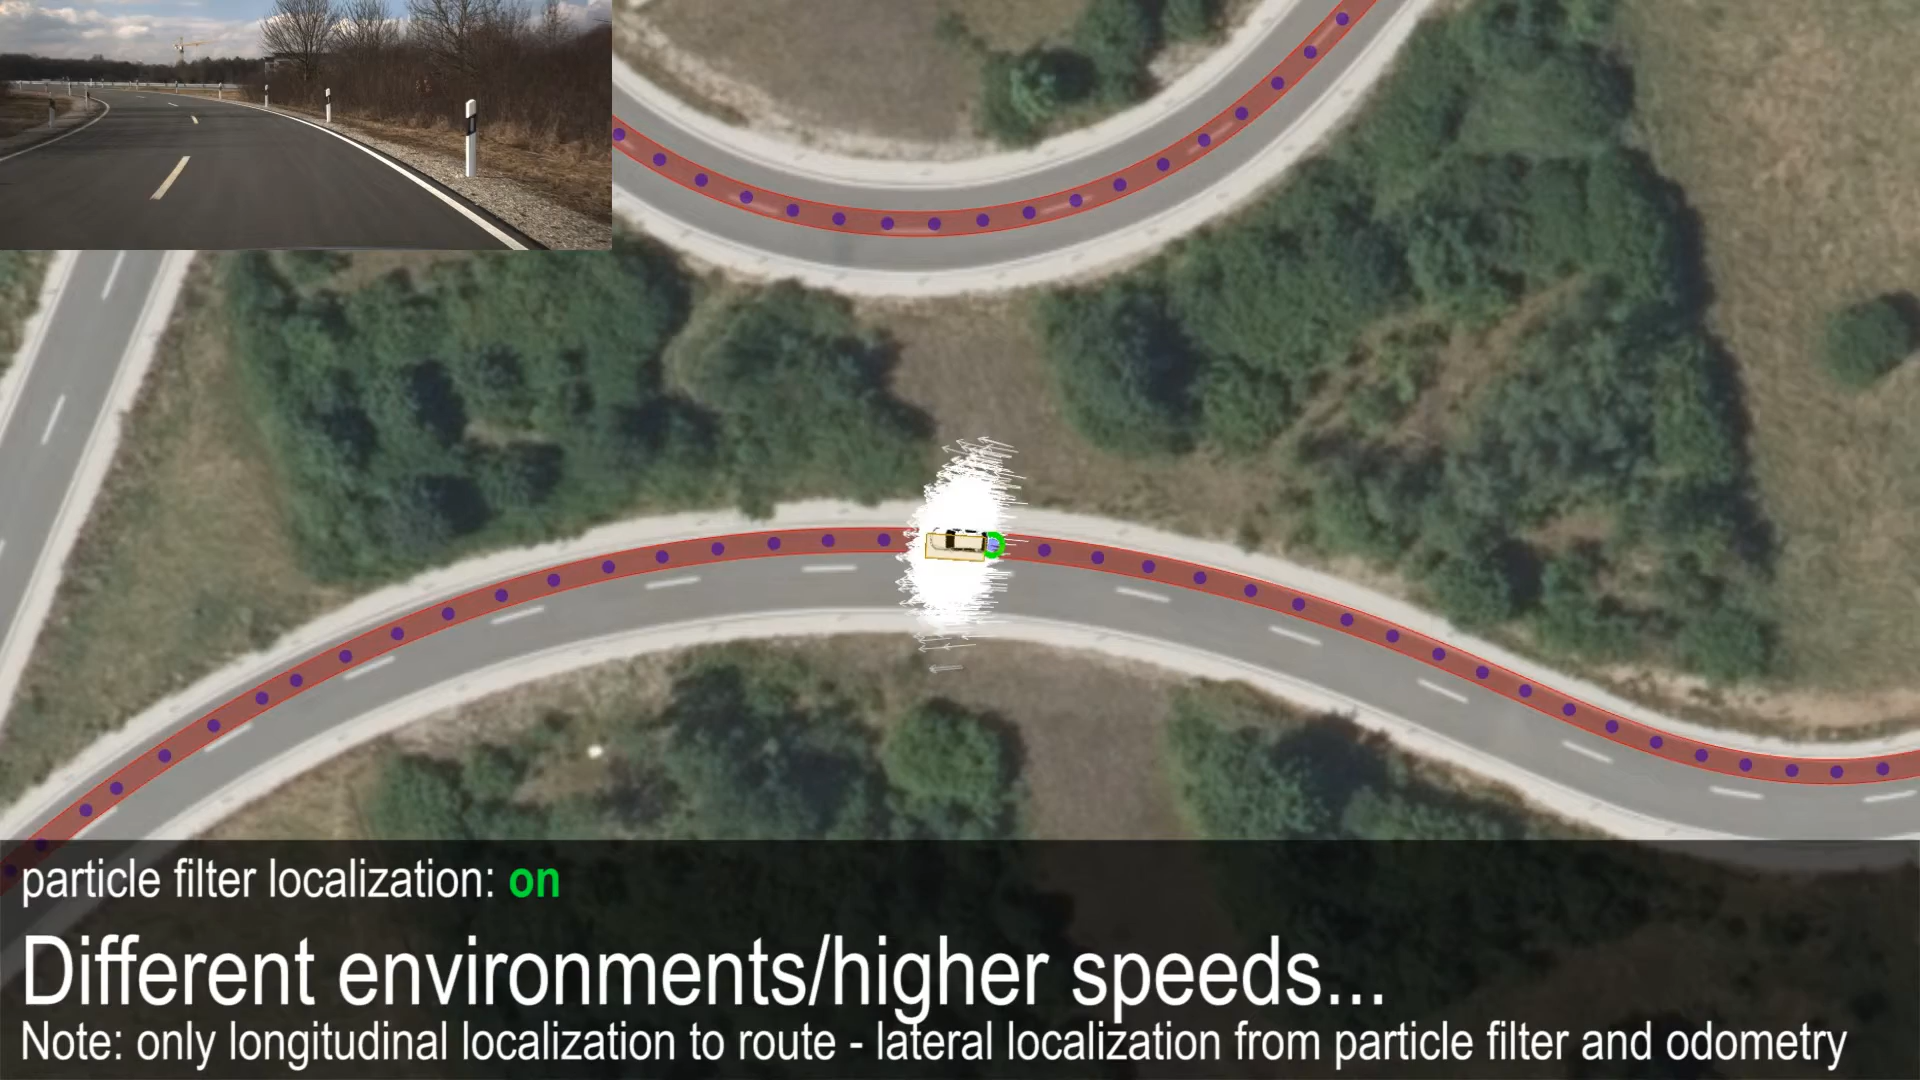 particle filter localization: on
Different environments/higher speeds...
Note: only longitudinal localization to route - lateral localization from particle filter and odometry